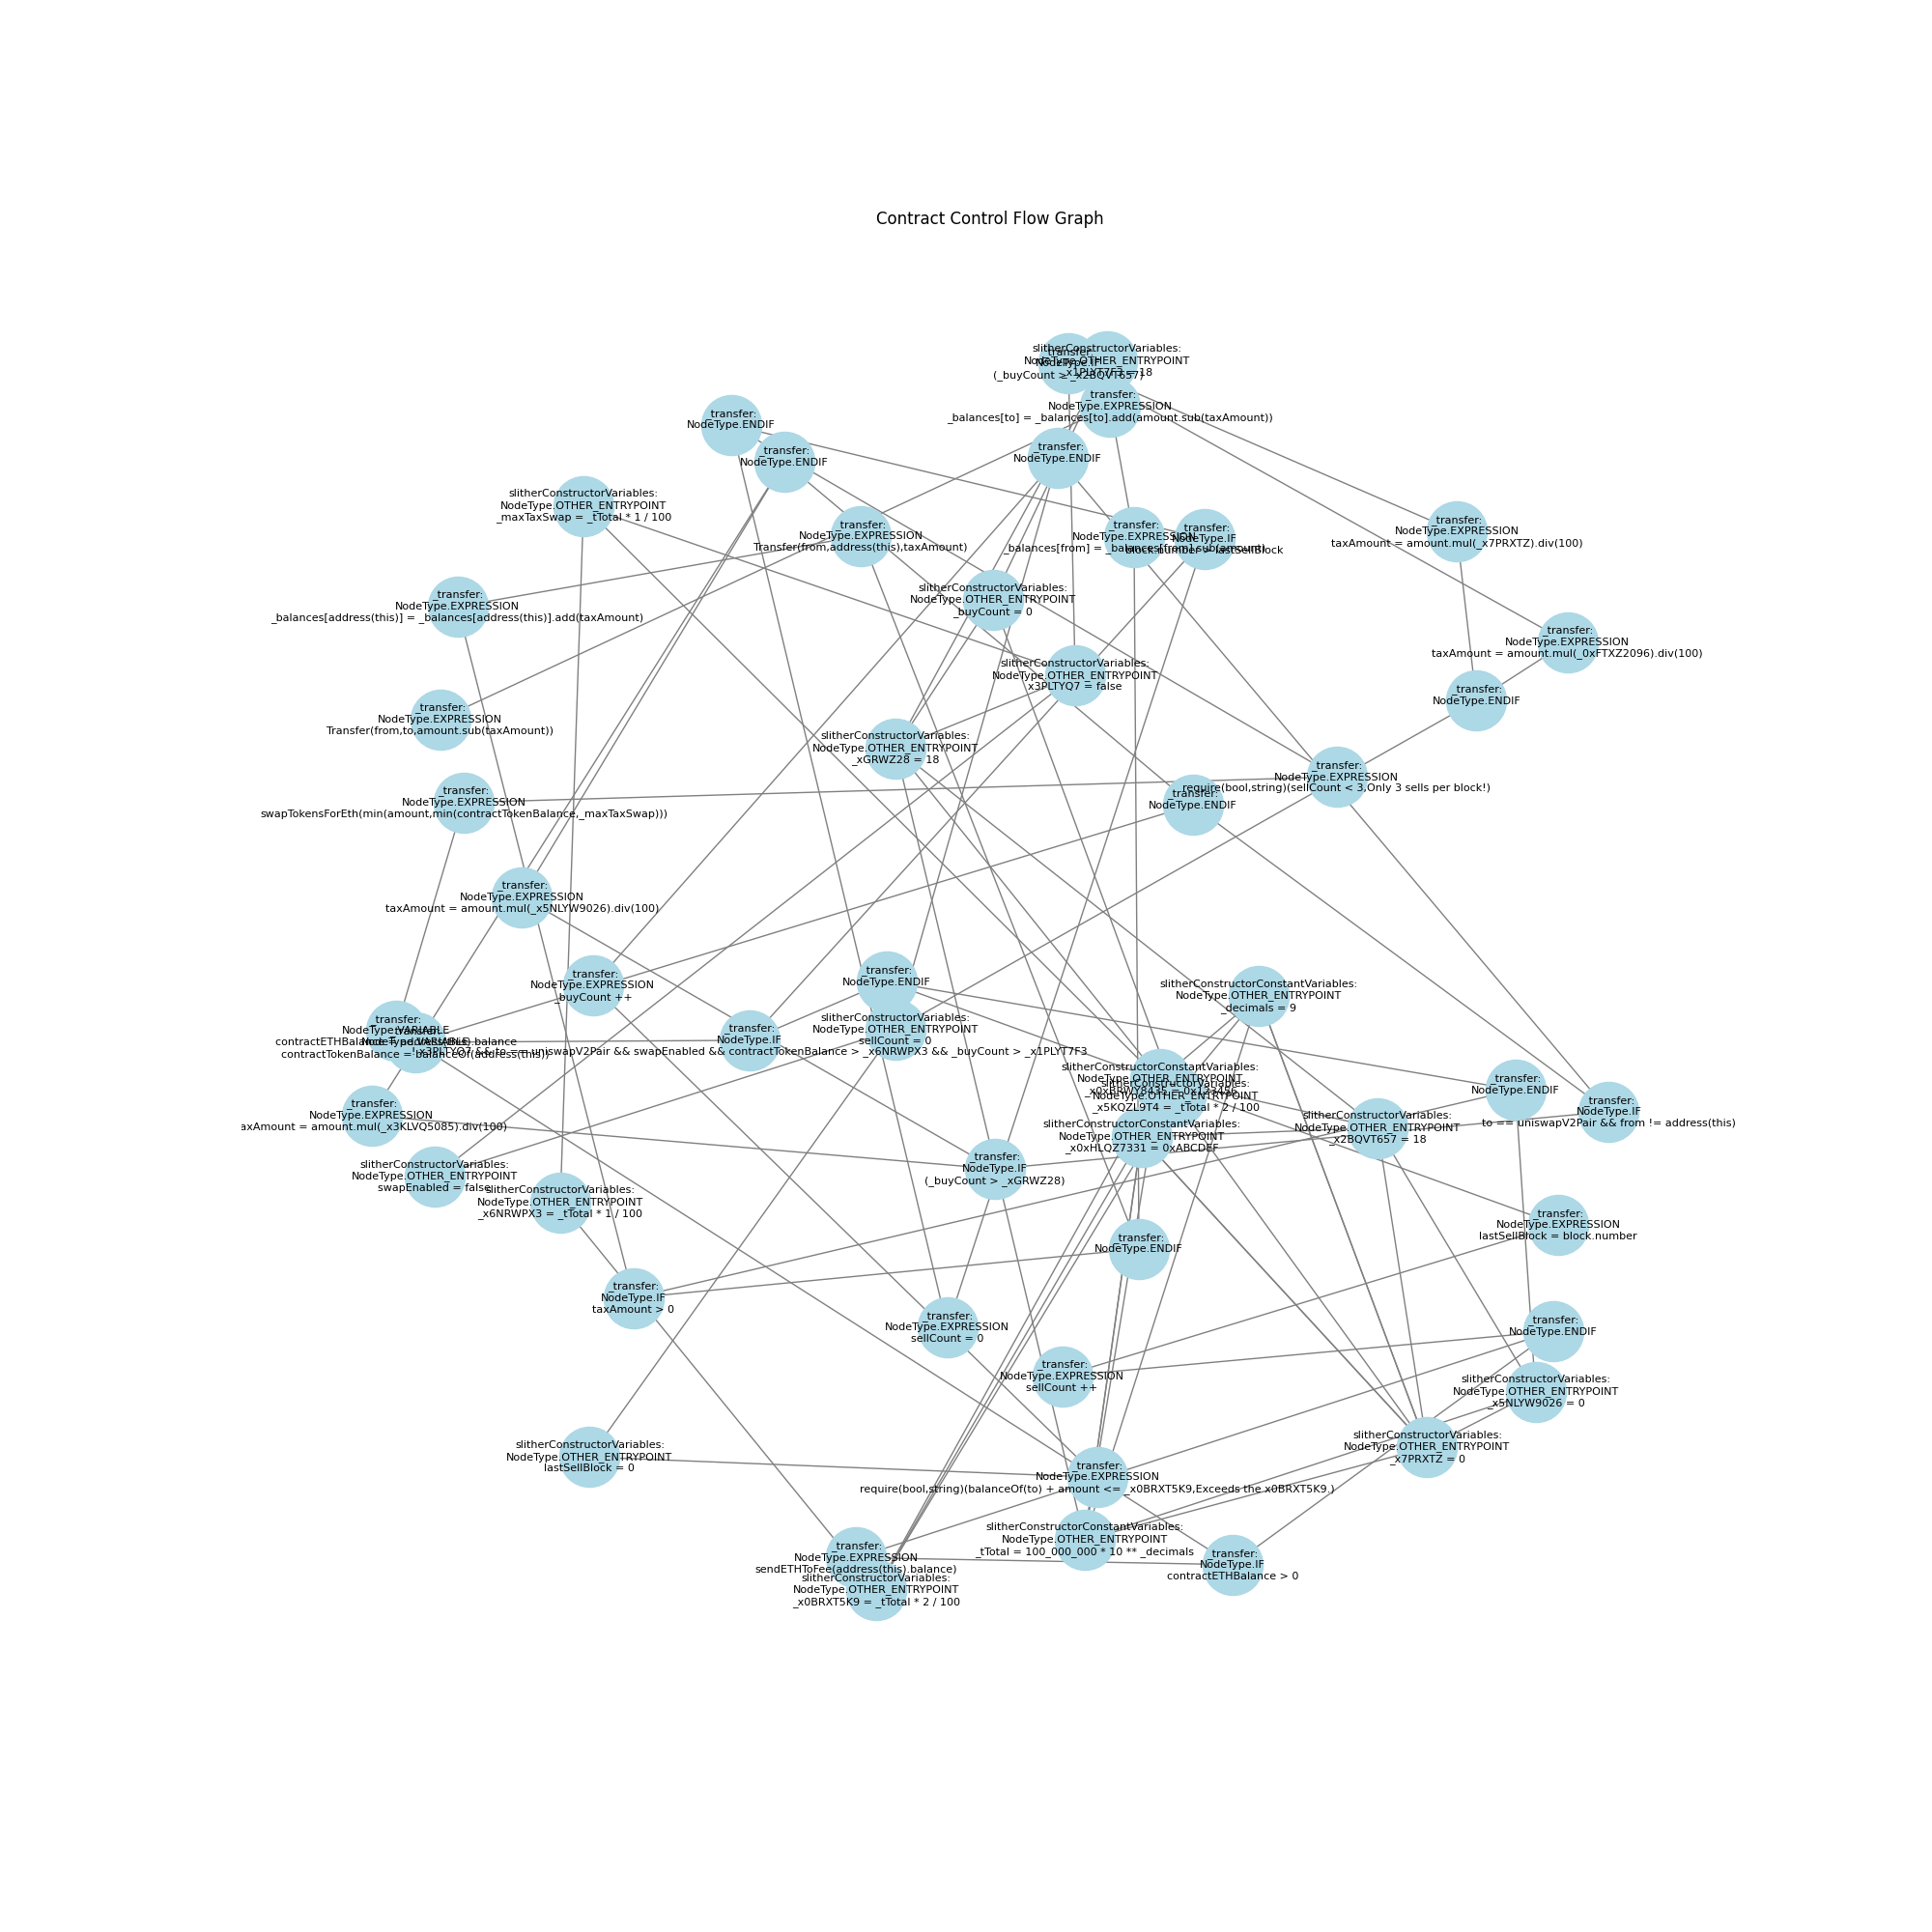 Contract Control Flow Graph
slitherConstructorVariables:
NodeType.OTHER_ENTRYPOINT
_x1PLYT7F3 = 18
_transfer:
NodeType.IF
(_buyCount > _x2BQVT657)
_transfer:
NodeType.EXPRESSION
_balances[to] = _balances[to].add(amount.sub(taxAmount))
_transfer:
NodeType.ENDIF
_transfer:
NodeType.ENDIF
_transfer:
NodeType.ENDIF
slitherConstructorVariables:
NodeType.OTHER_ENTRYPOINT
_maxTaxSwap = _tTotal * 1 / 100
_transfer:
NodeType.EXPRESSION
Transfer(from,address(this),taxAmount)
_transfer:
NodeType.EXPRESSION
_balances[from] = _balances[from].sub(amount)
_transfer:
NodeType.IF
block.number > lastSellBlock
_transfer:
NodeType.EXPRESSION
taxAmount = amount.mul(_x7PRXTZ).div(100)
_transfer:
NodeType.EXPRESSION
_balances[address(this)] = _balances[address(this)].add(taxAmount)
slitherConstructorVariables:
NodeType.OTHER_ENTRYPOINT
_buyCount = 0
_transfer:
NodeType.EXPRESSION
taxAmount = amount.mul(_0xFTXZ2096).div(100)
slitherConstructorVariables:
NodeType.OTHER_ENTRYPOINT
x3PLTYQ7 = false
_transfer:
NodeType.ENDIF
_transfer:
NodeType.EXPRESSION
Transfer(from,to,amount.sub(taxAmount))
slitherConstructorVariables:
NodeType.OTHER_ENTRYPOINT
_xGRWZ28 = 18
_transfer:
NodeType.EXPRESSION
require(bool,string)(sellCount < 3,Only 3 sells per block!)
_transfer:
NodeType.EXPRESSION
swapTokensForEth(min(amount,min(contractTokenBalance,_maxTaxSwap)))
_transfer:
NodeType.ENDIF
_transfer:
NodeType.EXPRESSION
taxAmount = amount.mul(_x5NLYW9026).div(100)
_transfer:
NodeType.EXPRESSION
_buyCount ++
_transfer:
NodeType.ENDIF
slitherConstructorConstantVariables:
NodeType.OTHER_ENTRYPOINT
_decimals = 9
_transfer:
NodeType.VARIABLE
contractETHBalance = address(this).balance
_transfer:
NodeType.VARIABLE
contractTokenBalance = balanceOf(address(this))
_transfer:
NodeType.IF
! x3PLTYQ7 && to == uniswapV2Pair && swapEnabled && contractTokenBalance > _x6NRWPX3 && _buyCount > _x1PLYT7F3
slitherConstructorVariables:
NodeType.OTHER_ENTRYPOINT
sellCount = 0
slitherConstructorConstantVariables:
NodeType.OTHER_ENTRYPOINT
slitherConstructorVariables:
NodeType.OTHER_ENTRYPOINT
_x5KQZL9T4 = _tTotal * 2 / 100
slitherConstructorConstantVariables:
NodeType.OTHER_ENTRYPOINT
_x0xHLQZ7331 = 0xABCDEF
slitherConstructorVariables:
NodeType.OTHER_ENTRYPOINT
_x2BQVT657 = 18
_transfer:
NodeType.ENDIF
_transfer:
NodeType.IF
to == uniswapV2Pair && from != address(this)
_transfer:
NodeType.EXPRESSION
axAmount = amount.mul(_x3KLVQ5085).div(100)
slitherConstructorVariables:
NodeType.OTHER_ENTRYPOINT
swapEnabled = false
slitherConstructorVariables:
NodeType.OTHER_ENTRYPOINT
_x6NRWPX3 = _tTotal * 1 / 100
_transfer:
NodeType.IF
(_buyCount > _xGRWZ28)
_transfer:
NodeType.EXPRESSION
lastSellBlock = block.number
_transfer:
NodeType.ENDIF
_transfer:
NodeType.IF
taxAmount > 0
_transfer:
NodeType.EXPRESSION
sellCount = 0
_transfer:
NodeType.ENDIF
_transfer:
NodeType.EXPRESSION
sellCount ++
slitherConstructorVariables:
NodeType.OTHER_ENTRYPOINT
_x5NLYW9026 = 0
slitherConstructorVariables:
NodeType.OTHER_ENTRYPOINT
_x7PRXTZ = 0
slitherConstructorVariables:
NodeType.OTHER_ENTRYPOINT
lastSellBlock = 0
_transfer:
NodeType.EXPRESSION
require(bool,string)(balanceOf(to) + amount <= _x0BRXT5K9,Exceeds the x0BRXT5K9.)
slitherConstructorConstantVariables:
NodeType.OTHER_ENTRYPOINT
_tTotal = 100_000_000 * 10 ** _decimals
_transfer:
NodeType.EXPRESSION
sendETHToFee(address(this).balance)
_transfer:
NodeType.IF
contractETHBalance > 0
slitherConstructorVariables:
NodeType.OTHER_ENTRYPOINT
_x0BRXT5K9 = _tTotal * 2 / 100